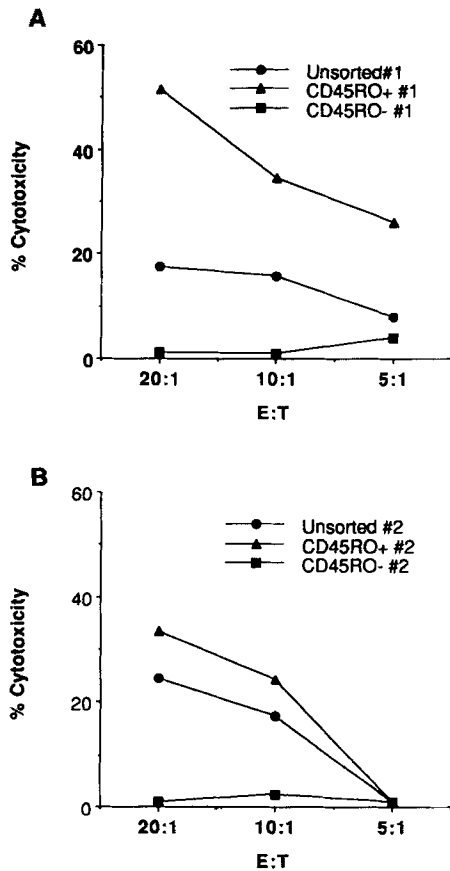 A
60
40
20
0
% Cytotoxicity
Unsorted#1
CD45RO+ #1
CD45RO- #1
20:1 10:1 5:1
E:T
B
60
40
20
0
% Cytotoxicity
Unsorted #2
CD45RO+ #2
CD45RO- #2
20:1 10:1 5:1
E:T